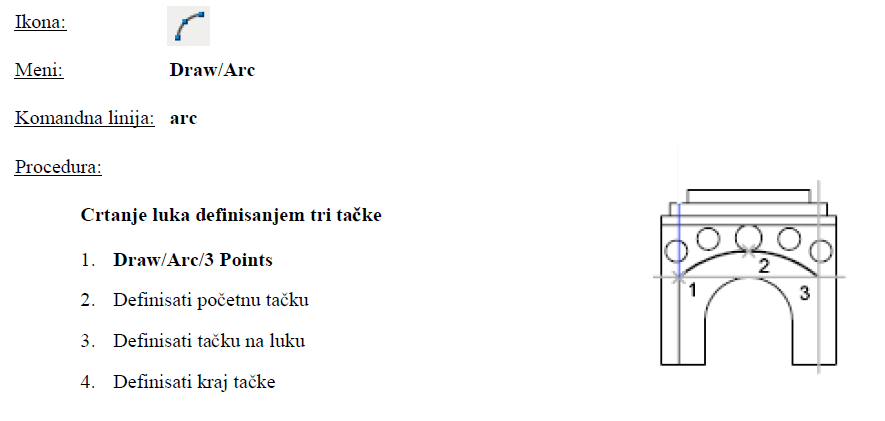 Ikona:
Meni: Draw/Arc
Komandna linija: arc
Procedura:
Crtanje luka definisanjem tri tačke
1. Draw/Arc/3 Points
2. Definisati početnu tačku
3. Definisati tačku na luku
4. Definisati kraj tačke
2
1
3